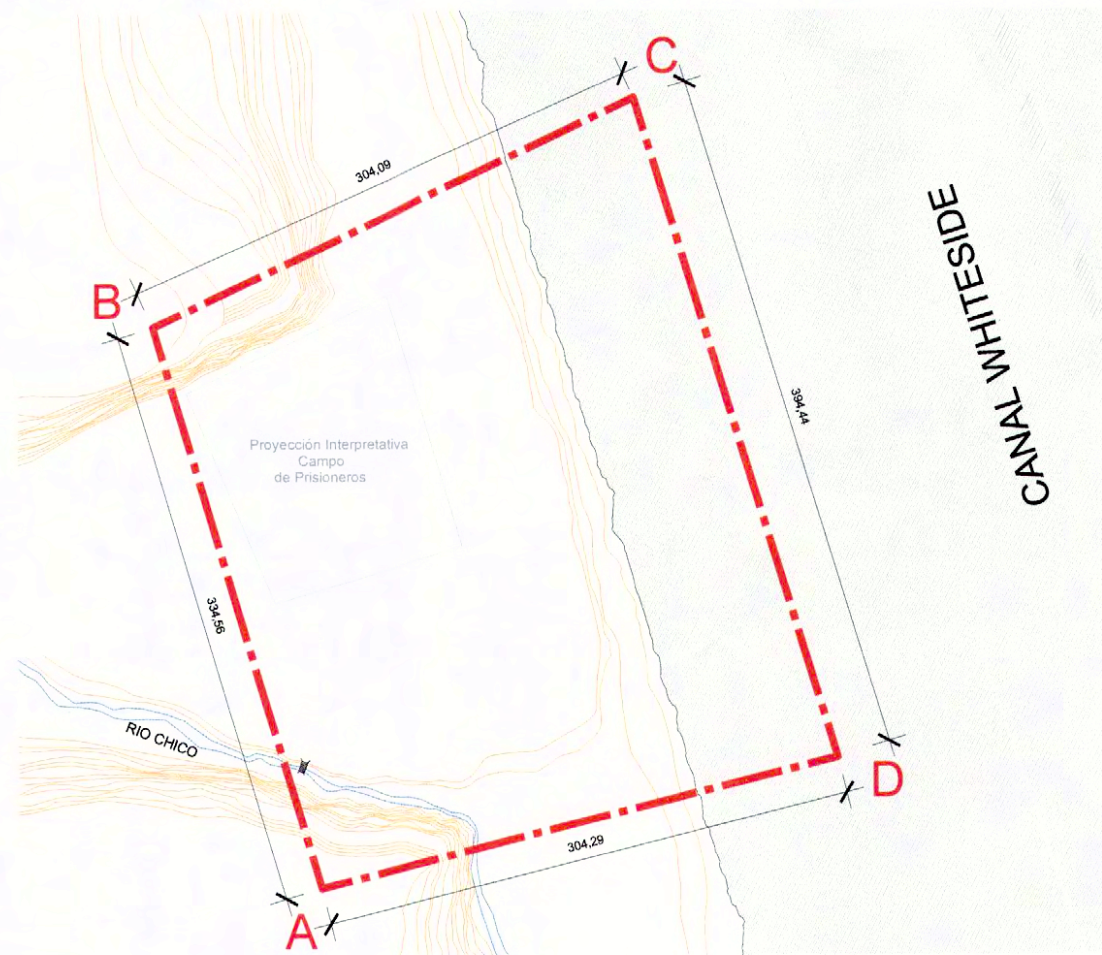 C
304,09
B
CANAL WHITESIDE
394,44
Proyección Interpretativa
Campo
de Prisioneros
334,56
RIO CHICO
D
304,29
A